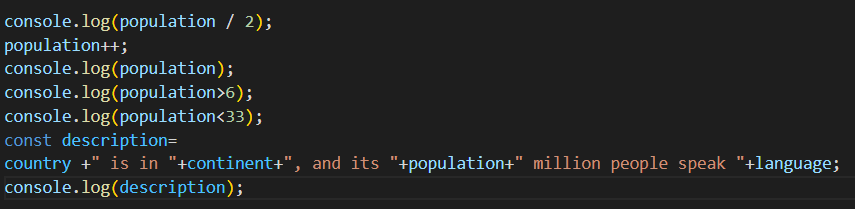 console.log(population / 2);
population++;
console.log(population);
console.log(population>6);
console.log(population<33);
const description=
country +" is in "+continent+", and its "+population+" million people speak "+language;
console.log(description);